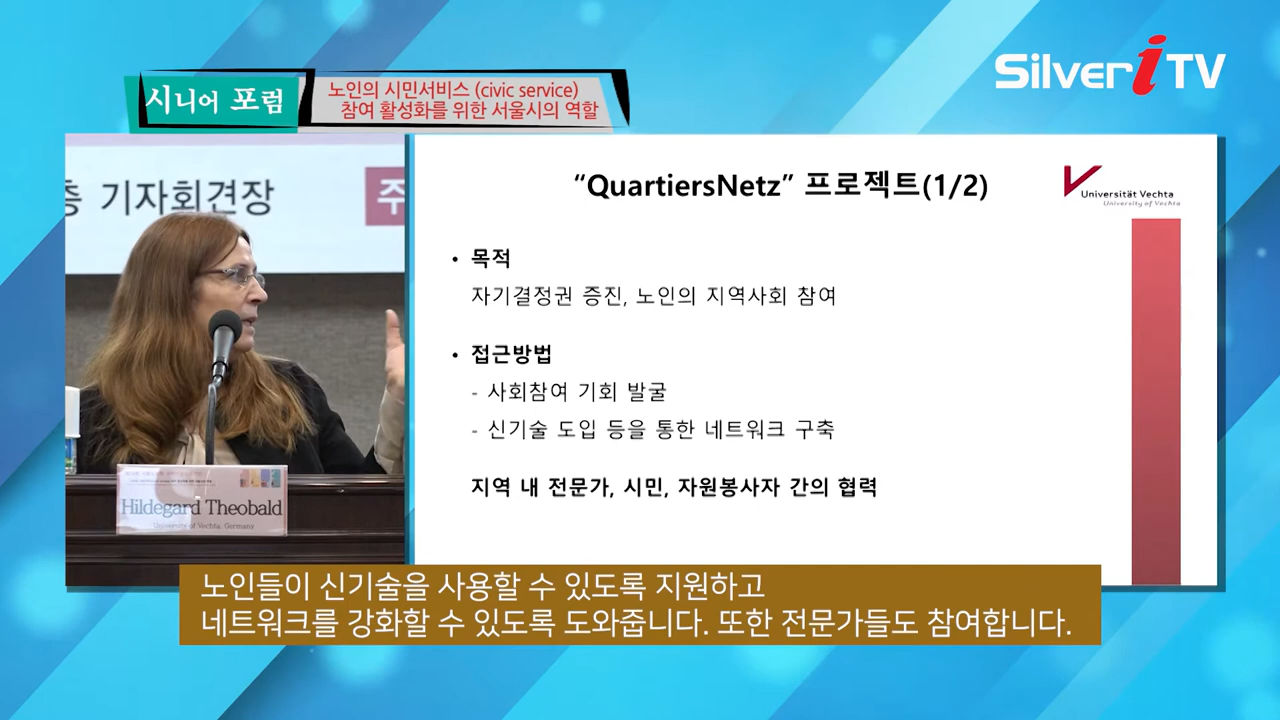 Silver i TV
시니어 포럼
노인의 시민서비스 (civic service)
참여 활성화를 위한 서울시의 역할
층 기자회견장
주
“QuartiersNetz” 프로젝트(1/2)
Universität Vechta
University of Vechta
• 목적
자기결정권 증진, 노인의 지역사회 참여
• 접근방법
- 사회참여 기회 발굴
- 신기술 도입 등을 통한 네트워크 구축
지역 내 전문가, 시민, 자원봉사자 간의 협력
Hildegard Theobald
University of Vechta, Germany
노인들이 신기술을 사용할 수 있도록 지원하고
네트워크를 강화할 수 있도록 도와줍니다. 또한 전문가들도 참여합니다.